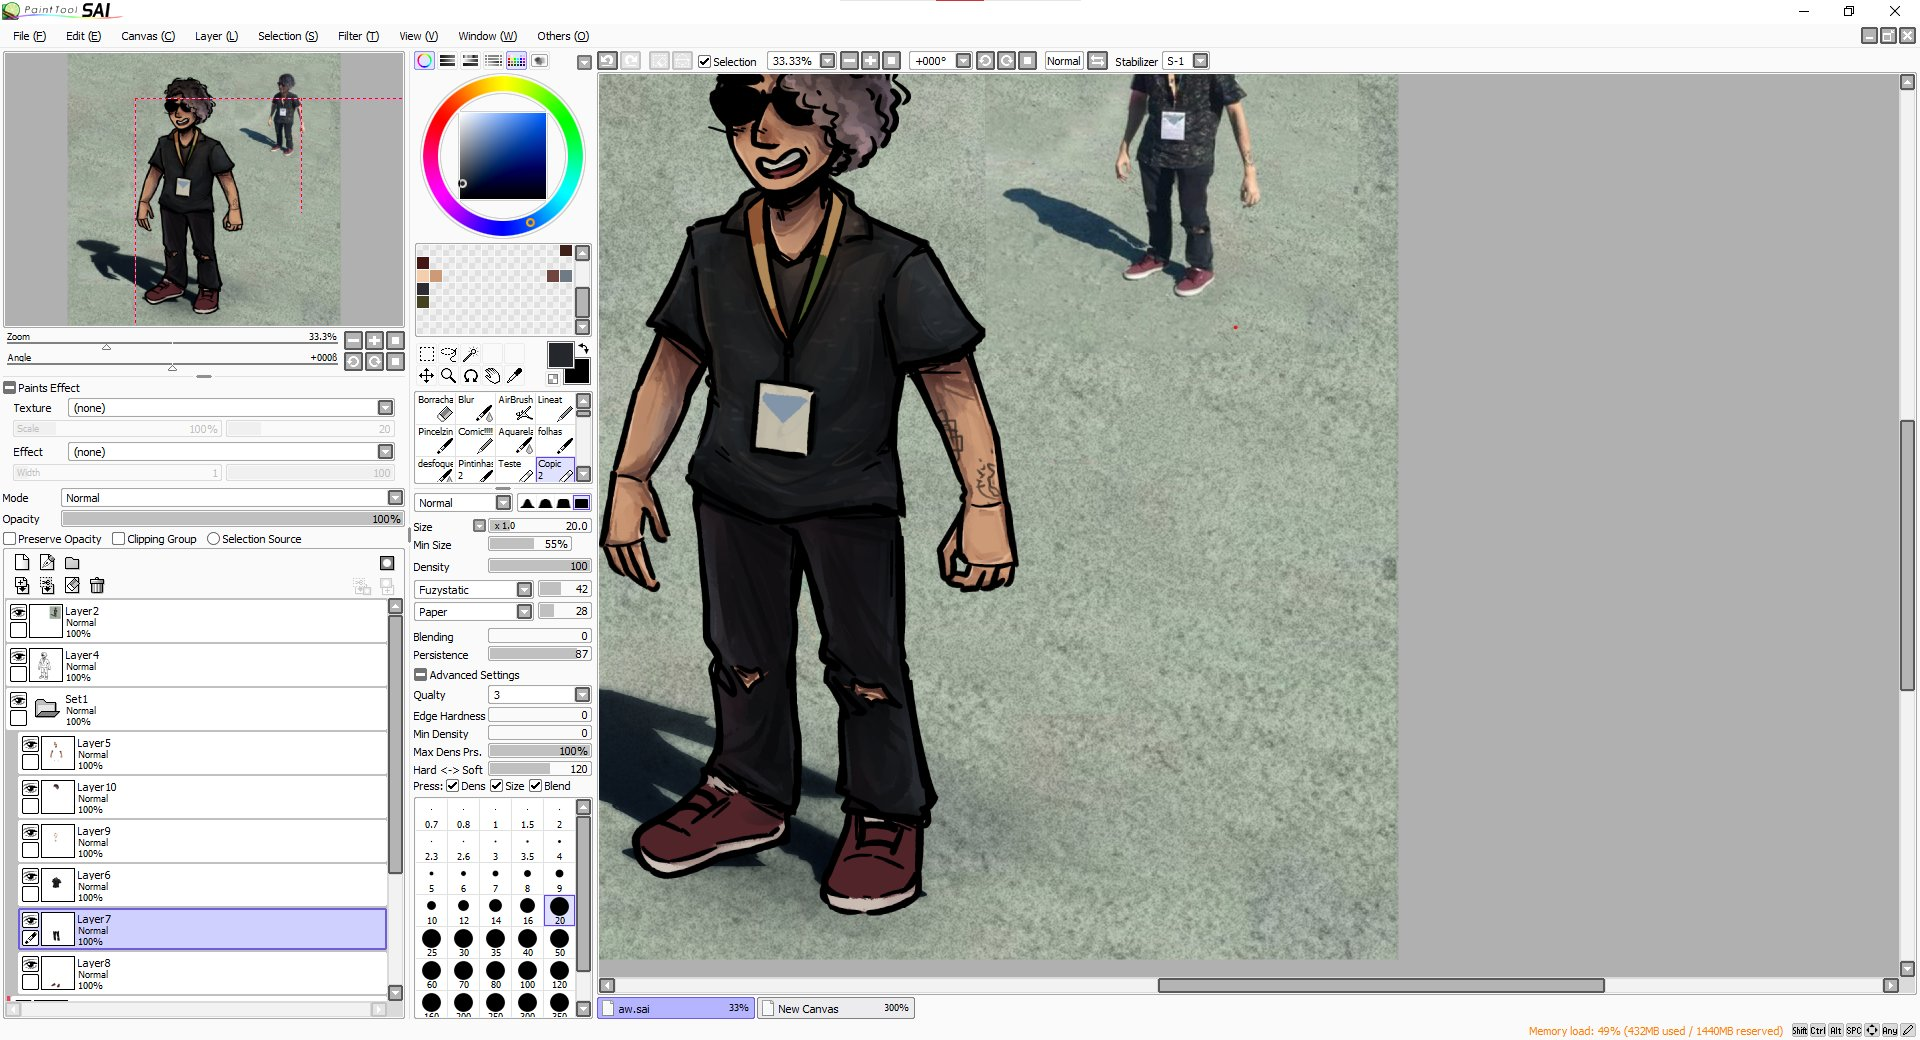 PaintTool SAI
File (F) Edit (E) Canvas (C) Layer (L) Selection (S) Filter (T) View (V) Window (W) Others (O)
Selection 33.33% +000° Normal Stabilizer S-1
Zoom 33.3%
Angle +000ß
Paints Effect
Texture (none)
Scale 100% 20
Effect (none)
Width 1 100
Mode Normal
Opacity 100%
Preserve Opacity Clipping Group Selection Source
Layer2
Normal
100%
Layer4
Normal
100%
Set1
Normal
100%
Layer5
Normal
100%
Layer10
Normal
100%
Layer9
Normal
100%
Layer6
Normal
100%
Layer7
Normal
100%
Layer8
Normal
100%
Borracha Blur AirBrush Lineat
Pincelzin Comic!!!! Aquarela folhas
desfoque Pintinhas 2 Teste Copic 2
Normal
Size x 1.0 20.0
Min Size 55%
Density 100
Fuzystatic 42
Paper 28
Blending 0
Persistence 87
Advanced Settings
Qualty 3
Edge Hardness 0
Min Density 0
Max Dens Prs. 100%
Hard <-> Soft 120
Press: Dens Size Blend
0.7 0.8 1 1.5 2
2.3 2.6 3 3.5 4
5 6 7 8 9
10 12 14 16 20
25 30 35 40 50
60 70 80 100 120
160 200 250 300 350
aw.sai 33% New Canvas 300%
Memory load: 49% (432MB used / 1440MB reserved) Shift Ctrl Alt SPC Any